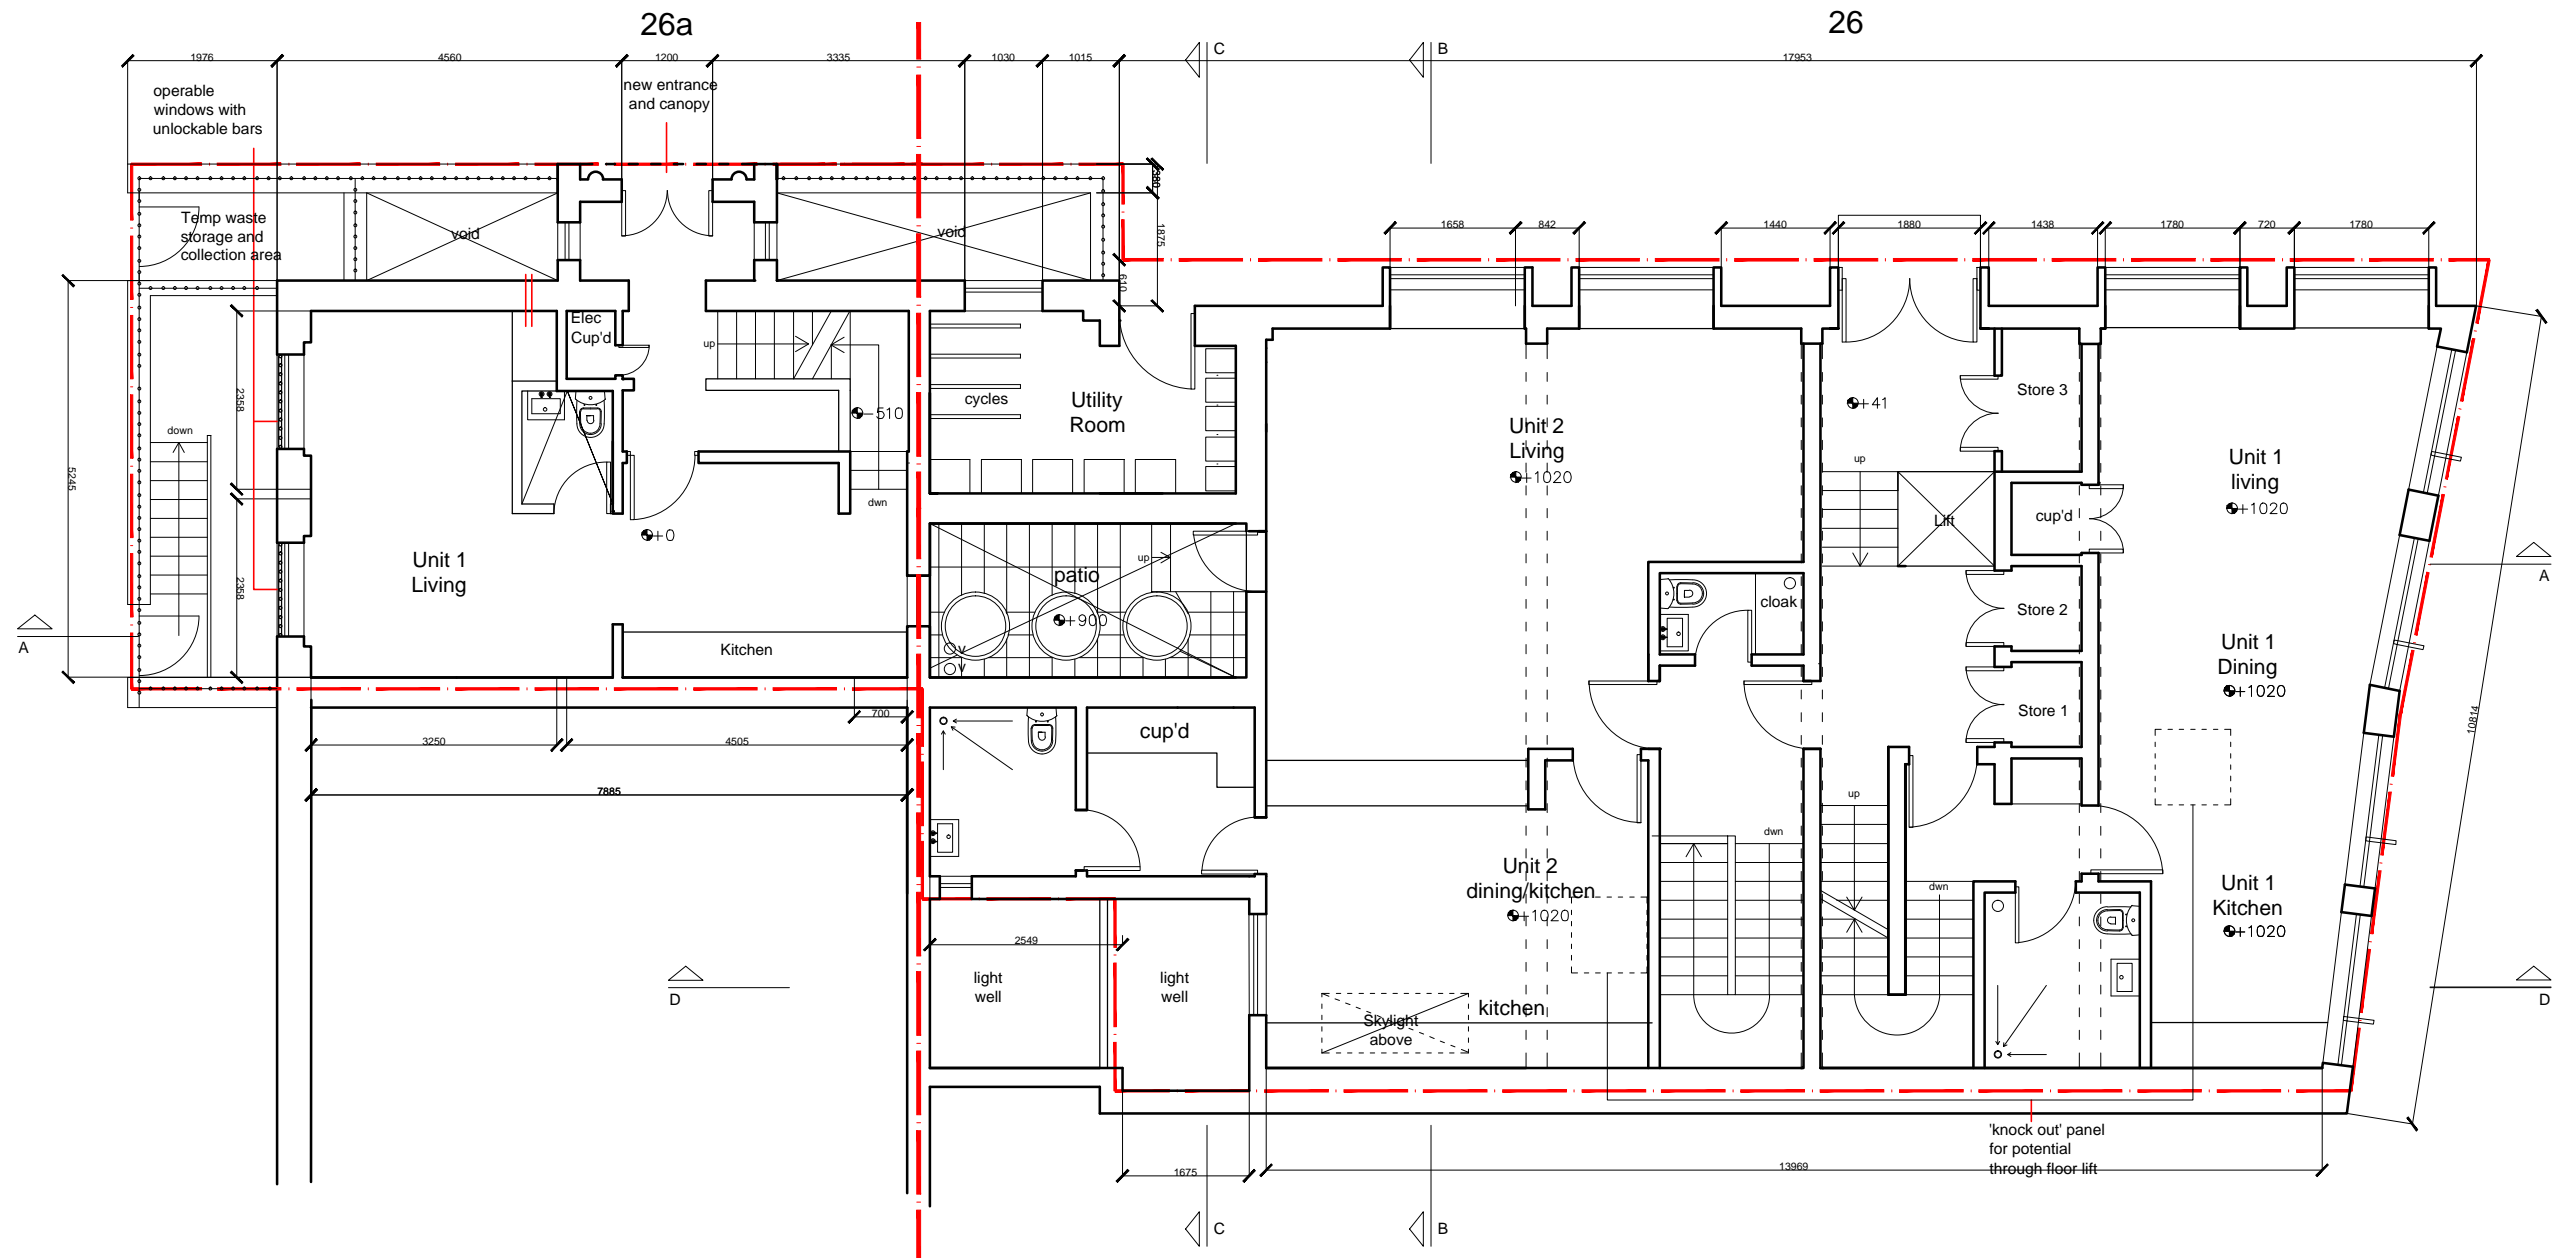 26a
26
1976
4560
1200
3335
1030
1015
17953
C
B
operable
windows with
unlockable bars
new entrance
and canopy
380
1875
610
Temp waste
storage and
collection area
void
void
1658
842
1440
1880
1438
1780
720
1780
Elec
Cup'd
up
-510
cycles
Utility
Room
Store 3
+41
Unit 2
Living
+1020
Unit 1
living
+1020
2358
down
5245
up
Lift
cup'd
dwn
+0
Unit 1
Living
up
patio
+900
A
2358
A
cloak
Store 2
Kitchen
Unit 1
Dining
+1020
Store 1
700
3250
4505
cup'd
10814
7885
up
dwn
Unit 2
dining/kitchen
+1020
dwn
Unit 1
Kitchen
+1020
2549
light
well
light
well
D
D
kitchen
Skylight
above
'knock out' panel
for potential
through floor lift
1675
13969
C
B